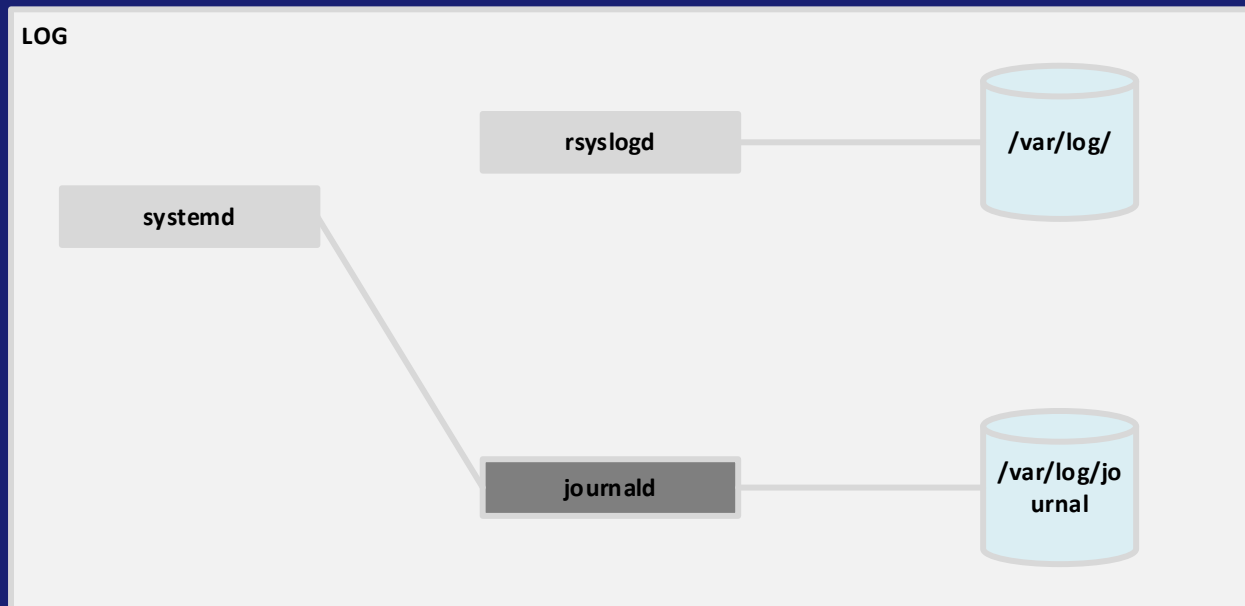 LOG
rsyslogd
/var/log/
systemd
journald
/var/log/jo
urnal